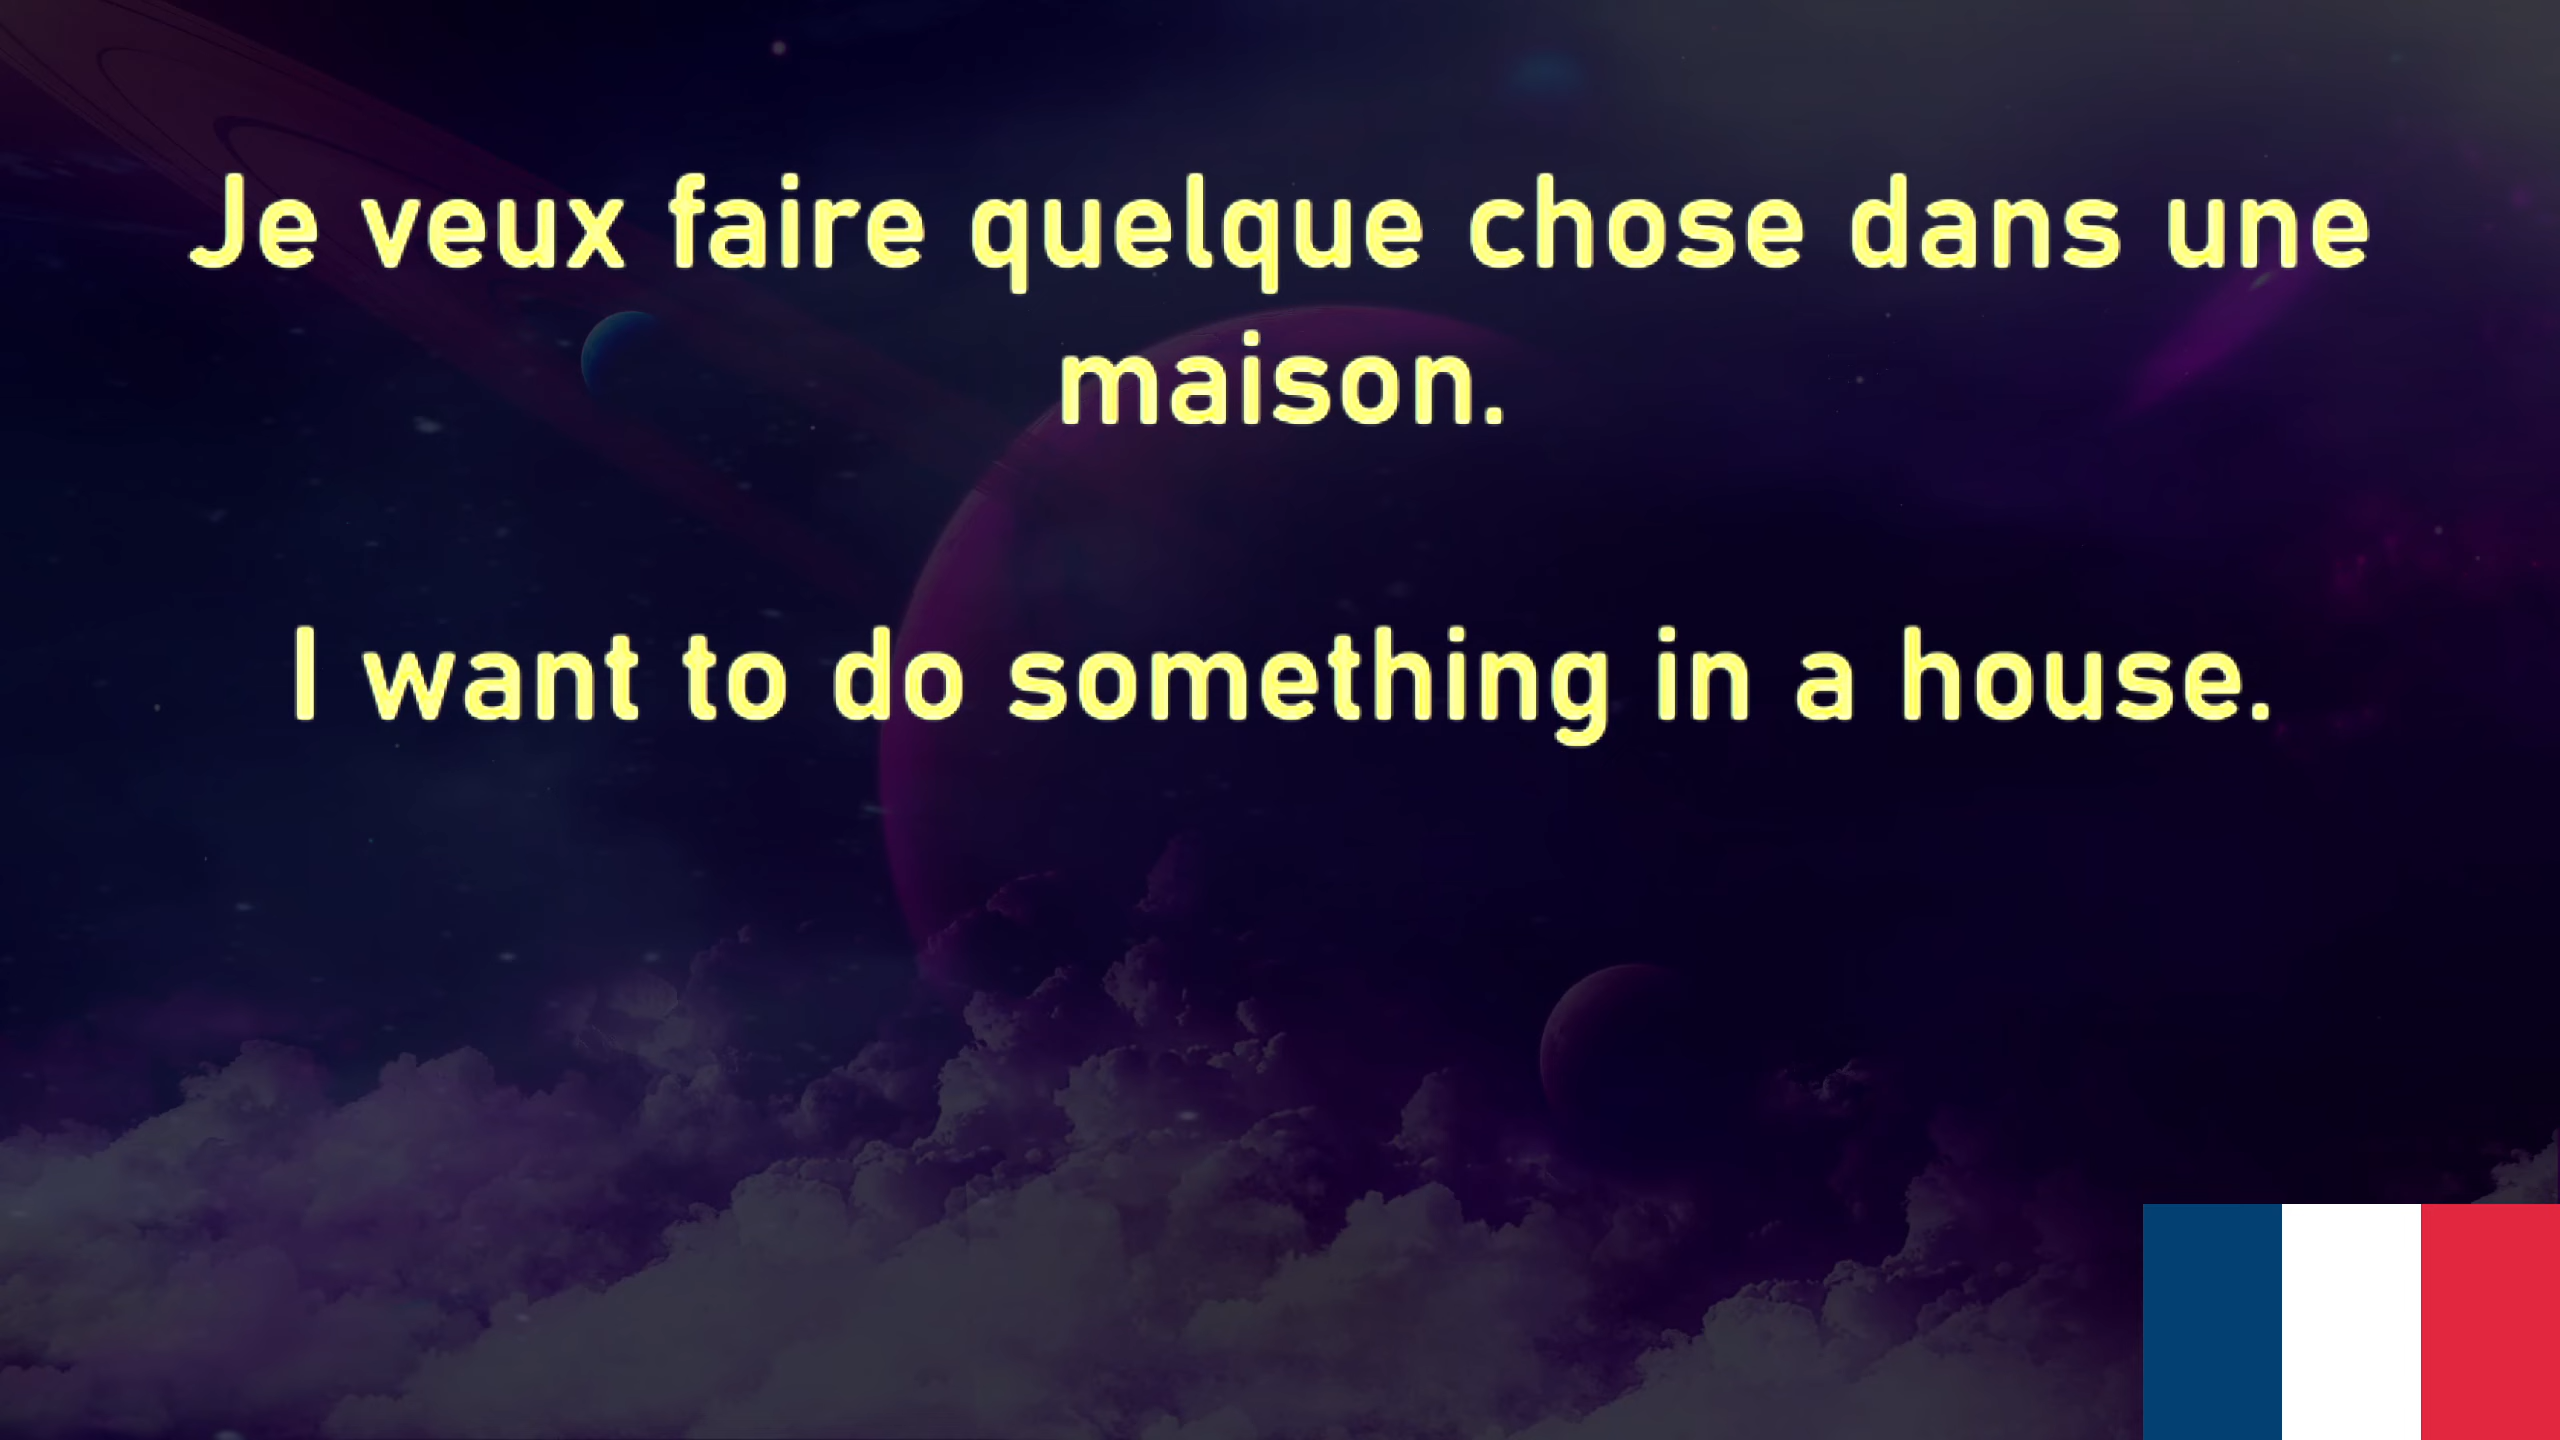 Je veux faire quelque chose dans une
maison.
I want to do something in a house.